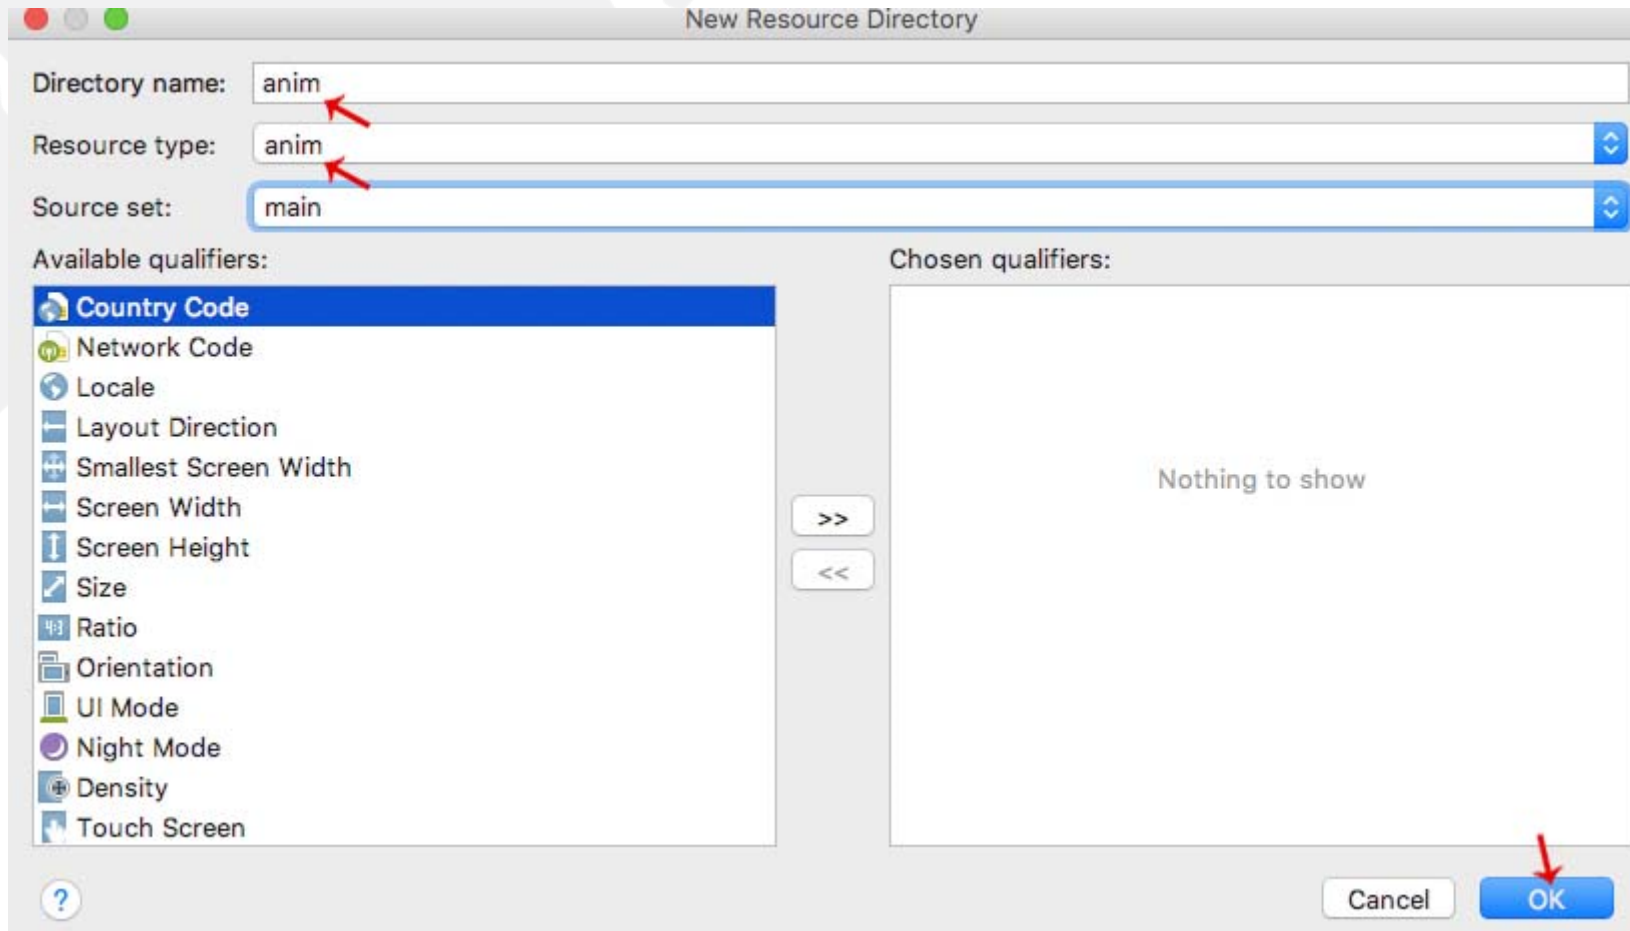 New Resource Directory
Directory name: anim
Resource type: anim
Source set: main
Available qualifiers:
Chosen qualifiers:
Country Code
Network Code
Locale
Layout Direction
Smallest Screen Width
Screen Width
Screen Height
Size
4:3 Ratio
Orientation
UI Mode
Night Mode
Density
Touch Screen
>>
<<
Nothing to show
?
Cancel
OK